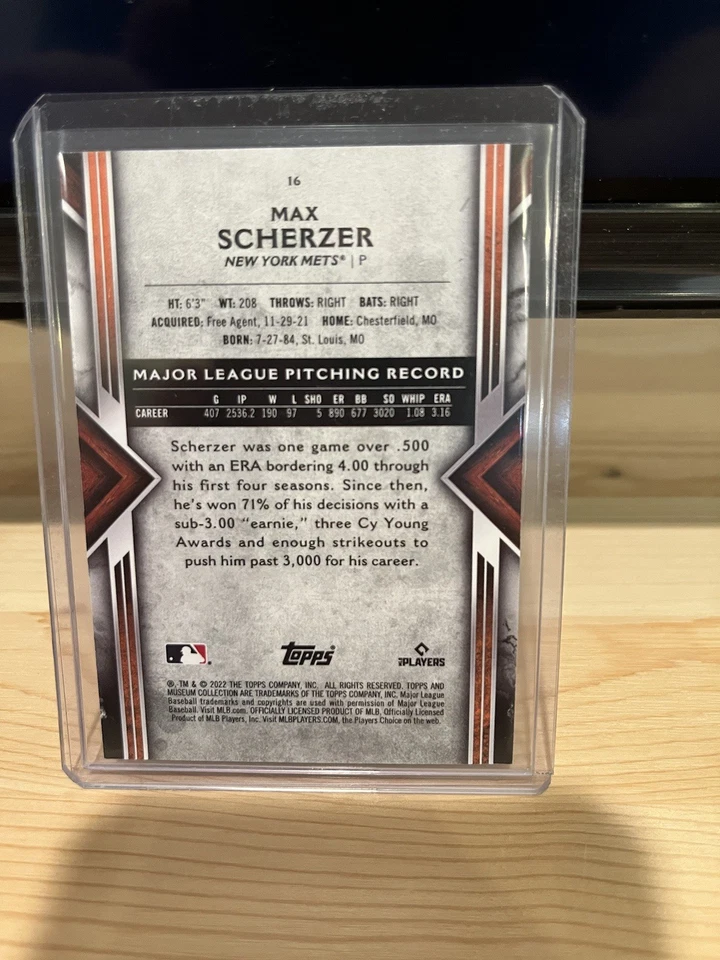 16
MAX
SCHERZER
NEW YORK METS® | P
HT: 6'3" WT: 208 THROWS: RIGHT BATS: RIGHT
ACQUIRED: Free Agent, 11-29-21 HOME: Chesterfield, MO
BORN: 7-27-84, St. Louis, MO
MAJOR LEAGUE PITCHING RECORD
G IP W L SHO ER BB SO WHIP ERA
CAREER 407 2536.2 190 97 5 890 677 3020 1.08 3.16
Scherzer was one game over .500
with an ERA bordering 4.00 through
his first four seasons. Since then,
he's won 71% of his decisions with a
sub-3.00 "earnie," three Cy Young
Awards and enough strikeouts to
push him past 3,000 for his career.
topps®
MLB PLAYERS
®, TM & © 2022 THE TOPPS COMPANY, INC. ALL RIGHTS RESERVED. TOPPS AND
MUSEUM COLLECTION ARE TRADEMARKS OF THE TOPPS COMPANY, INC. Major League
Baseball trademarks and copyrights are used with permission of Major League
Baseball. Visit MLB.com. OFFICIALLY LICENSED PRODUCT OF MLB. Officially Licensed
Product of MLB Players, Inc. Visit MLBPLAYERS.COM, the Players Choice on the web.